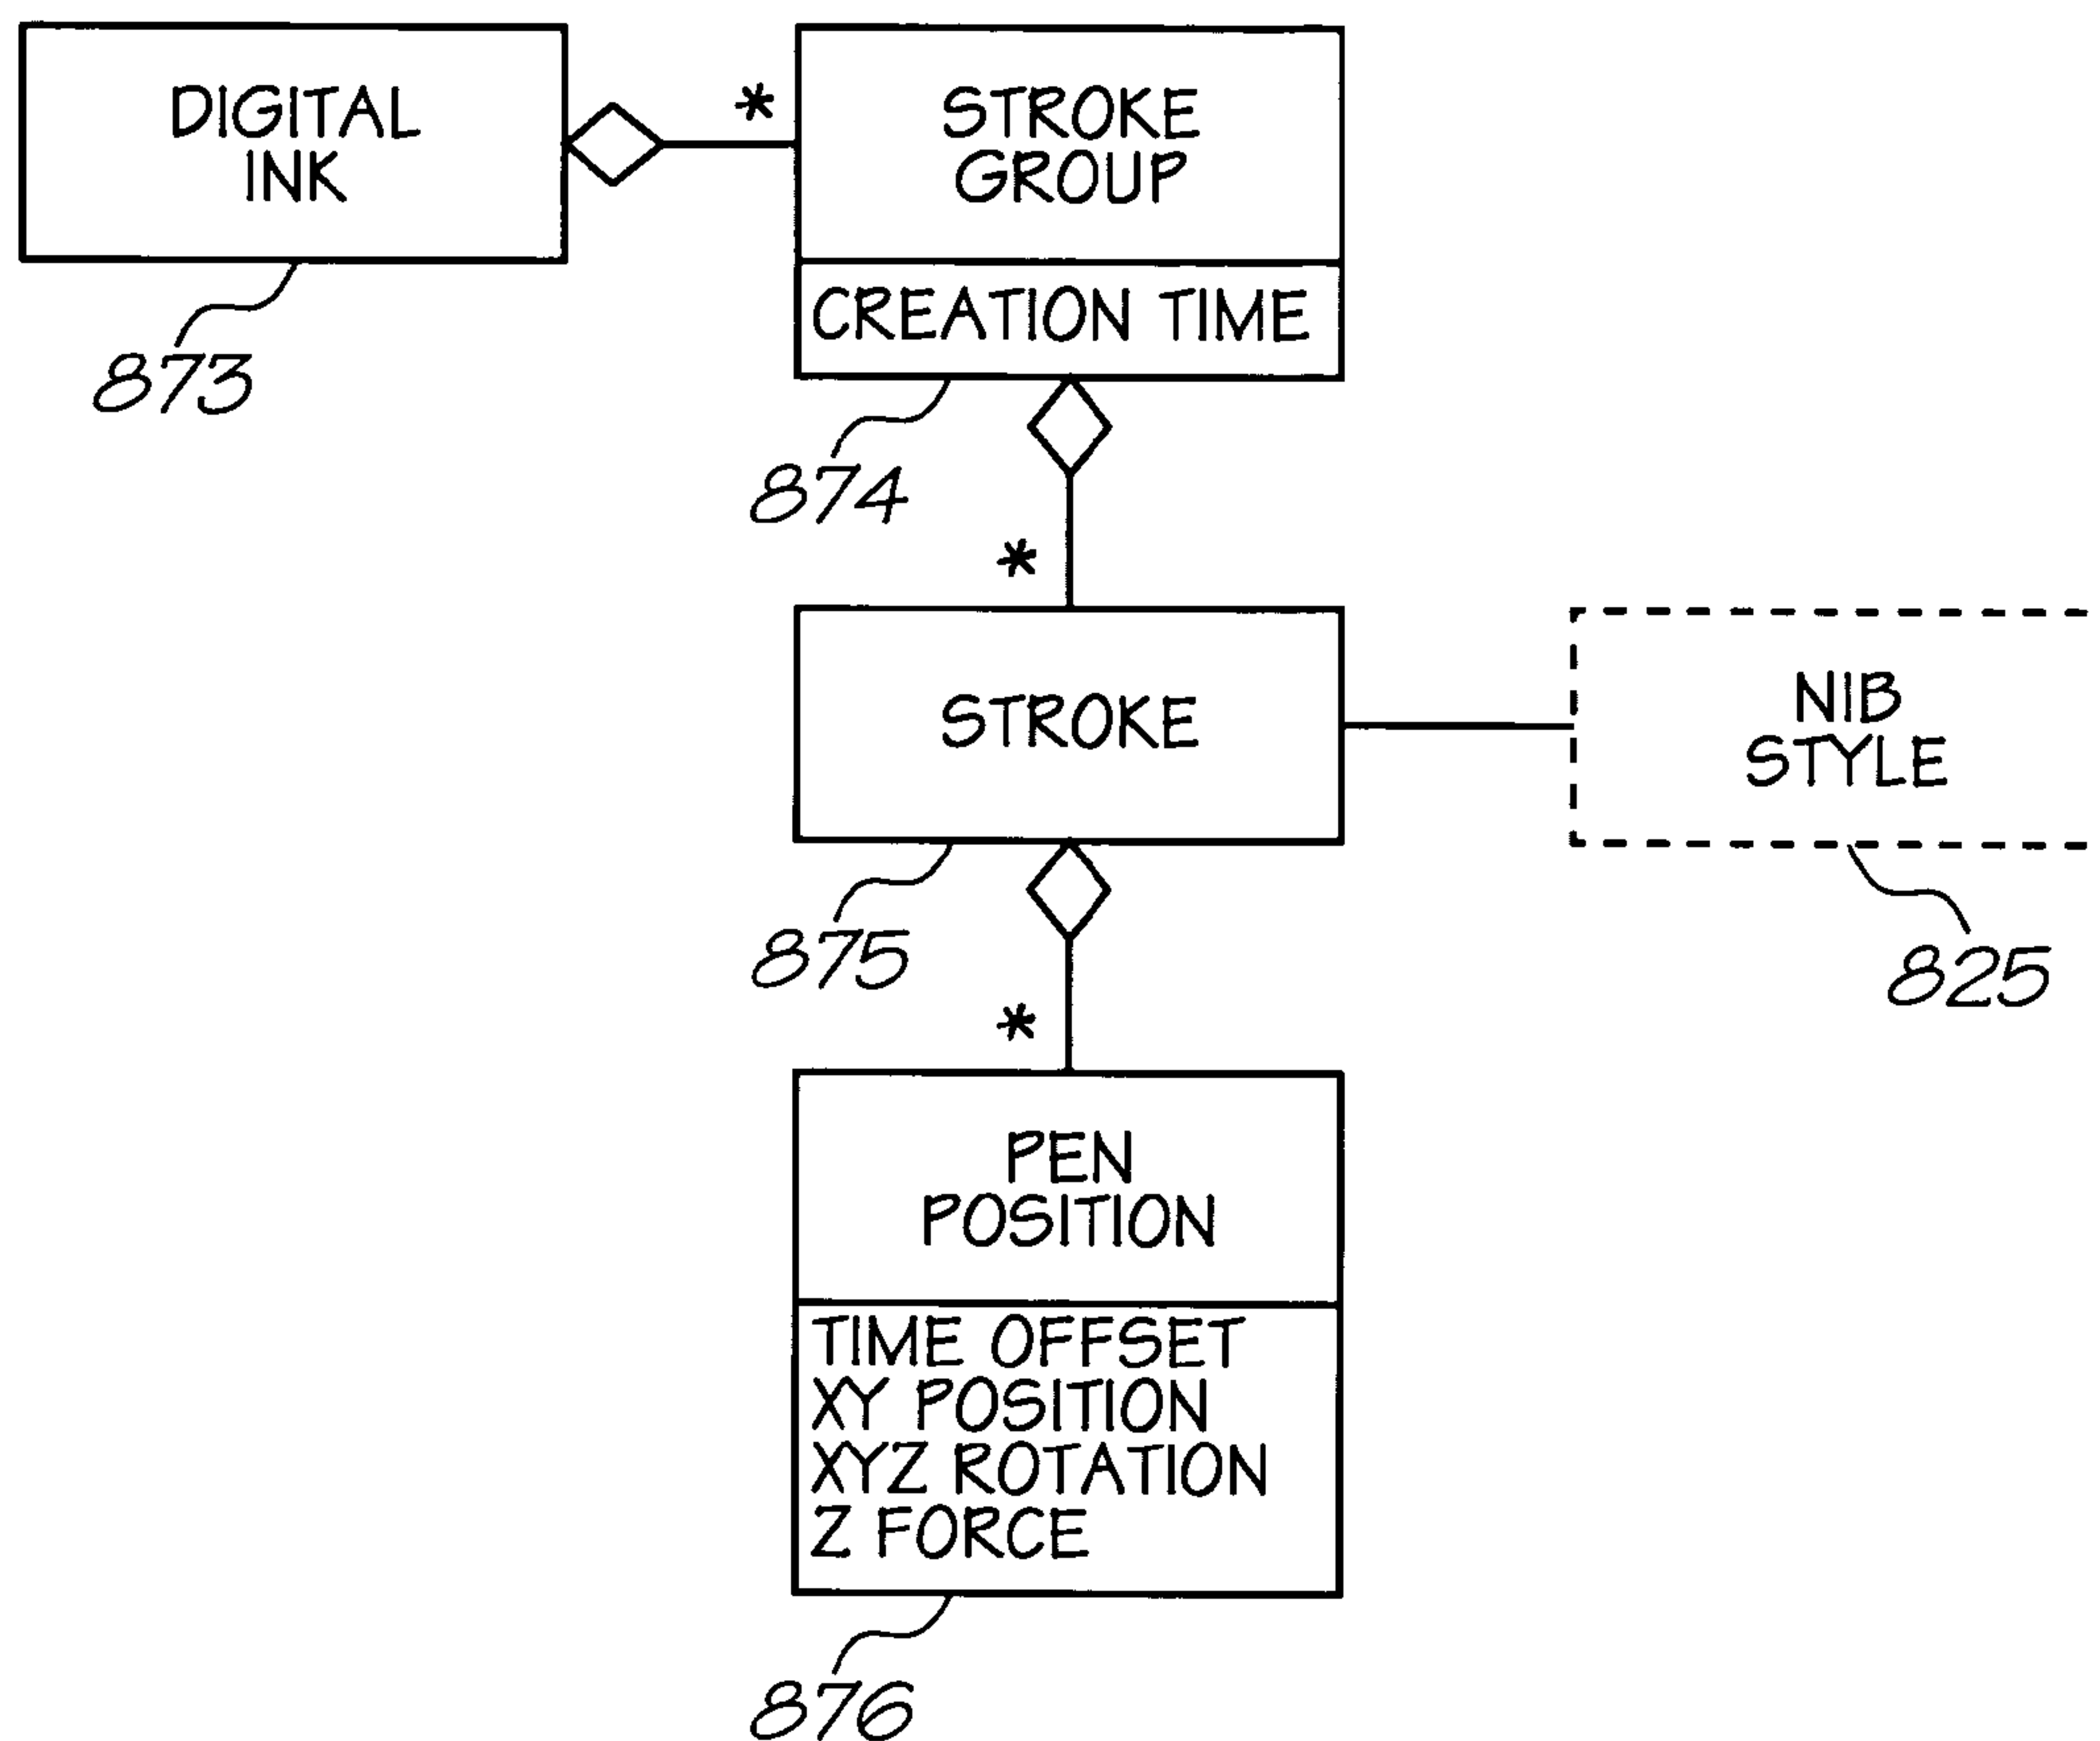 DIGITAL
INK
*
STROKE
GROUP
CREATION TIME
873
874
*
STROKE
NIB
STYLE
875
825
*
PEN
POSITION
TIME OFFSET
XY POSITION
XYZ ROTATION
Z FORCE
876